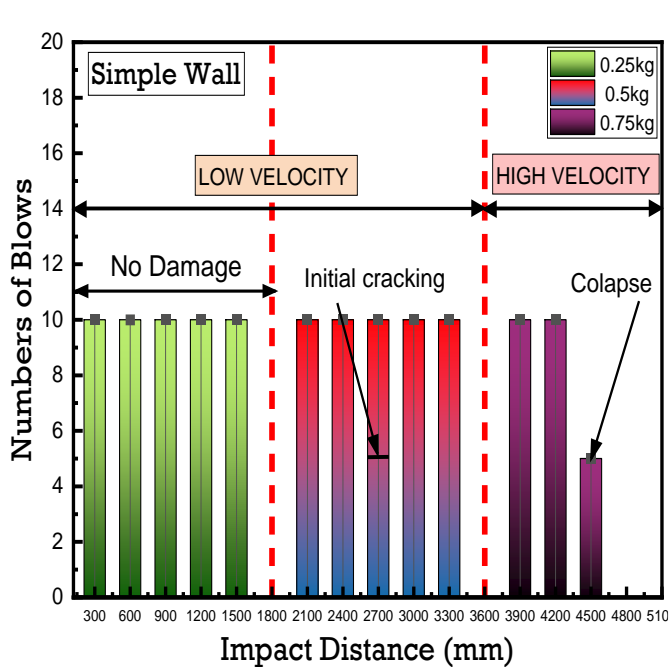 Simple Wall
0.25kg
0.5kg
0.75kg
LOW VELOCITY
HIGH VELOCITY
No Damage
Initial cracking
Colapse
Numbers of Blows
20
18
16
14
12
10
8
6
4
2
0
300 600 900 1200 1500 1800 2100 2400 2700 3000 3300 3600 3900 4200 4500 4800 510
Impact Distance (mm)